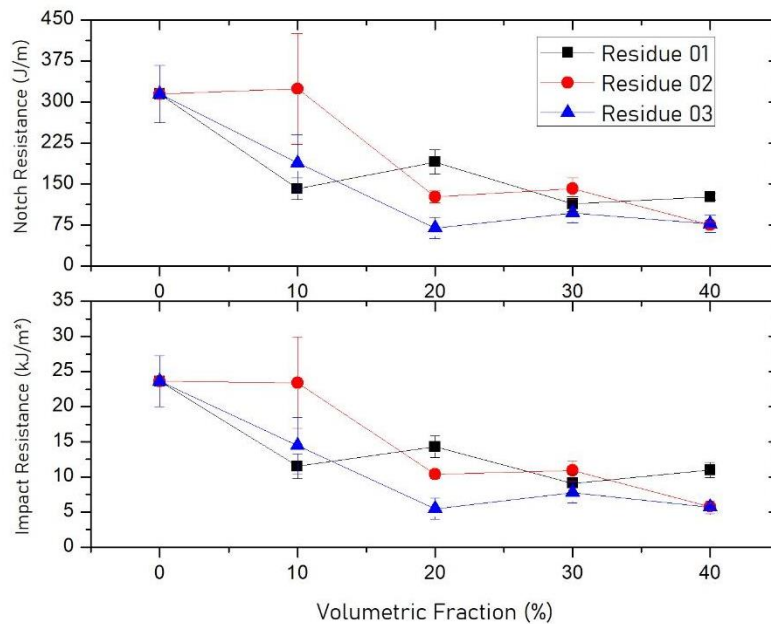 450
375
300
225
150
75
0
Notch Resistance (J/m)
Residue 01
Residue 02
Residue 03
0 10 20 30 40
35
30
25
20
15
10
5
0
Impact Resistance (kJ/m²)
0 10 20 30 40
Volumetric Fraction (%)